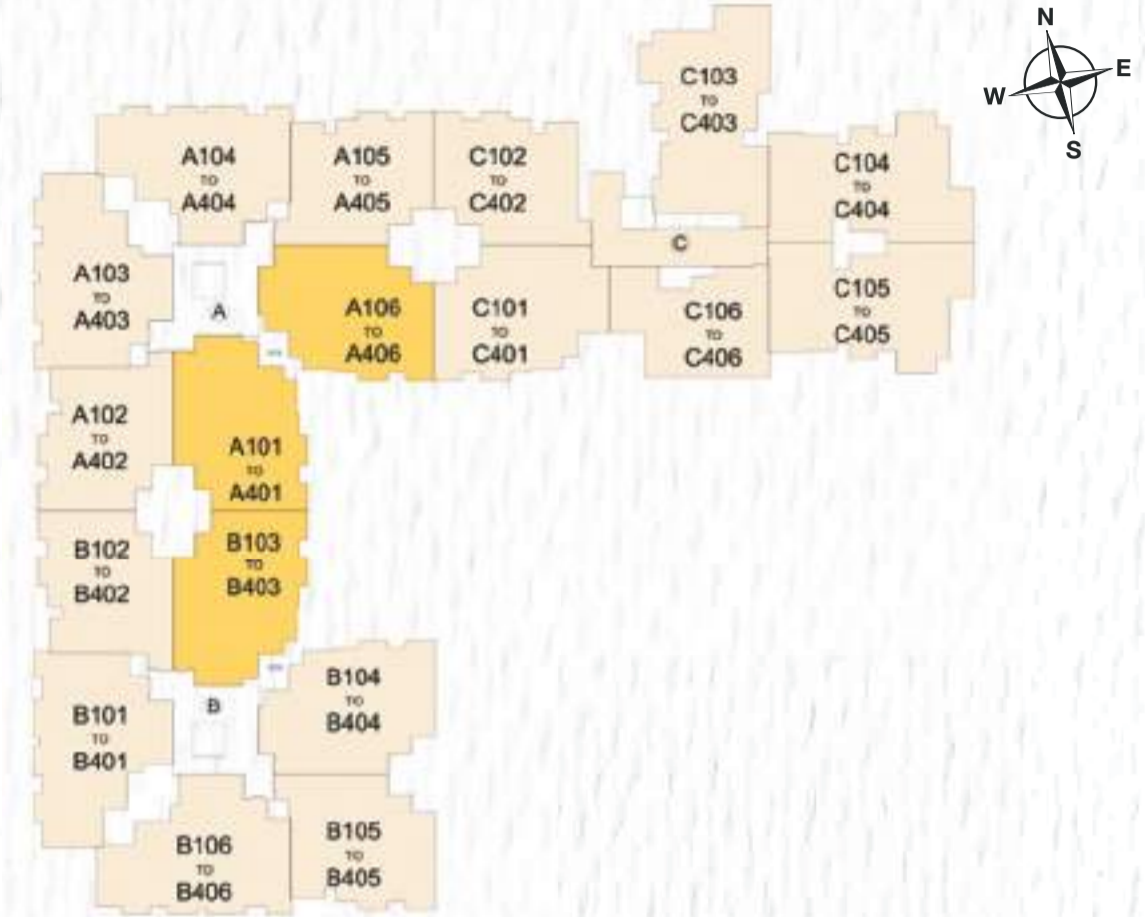 N
W
E
S
C103
TO
C403
A104
TO
A404
A105
TO
A405
C102
TO
C402
C104
TO
C404
C
A103
TO
A403
A
A106
TO
A406
C101
TO
C401
C106
TO
C406
C105
TO
C405
A102
TO
A402
A101
TO
A401
B102
TO
B402
B103
TO
B403
B101
TO
B401
B
B104
TO
B404
B106
TO
B406
B105
TO
B405